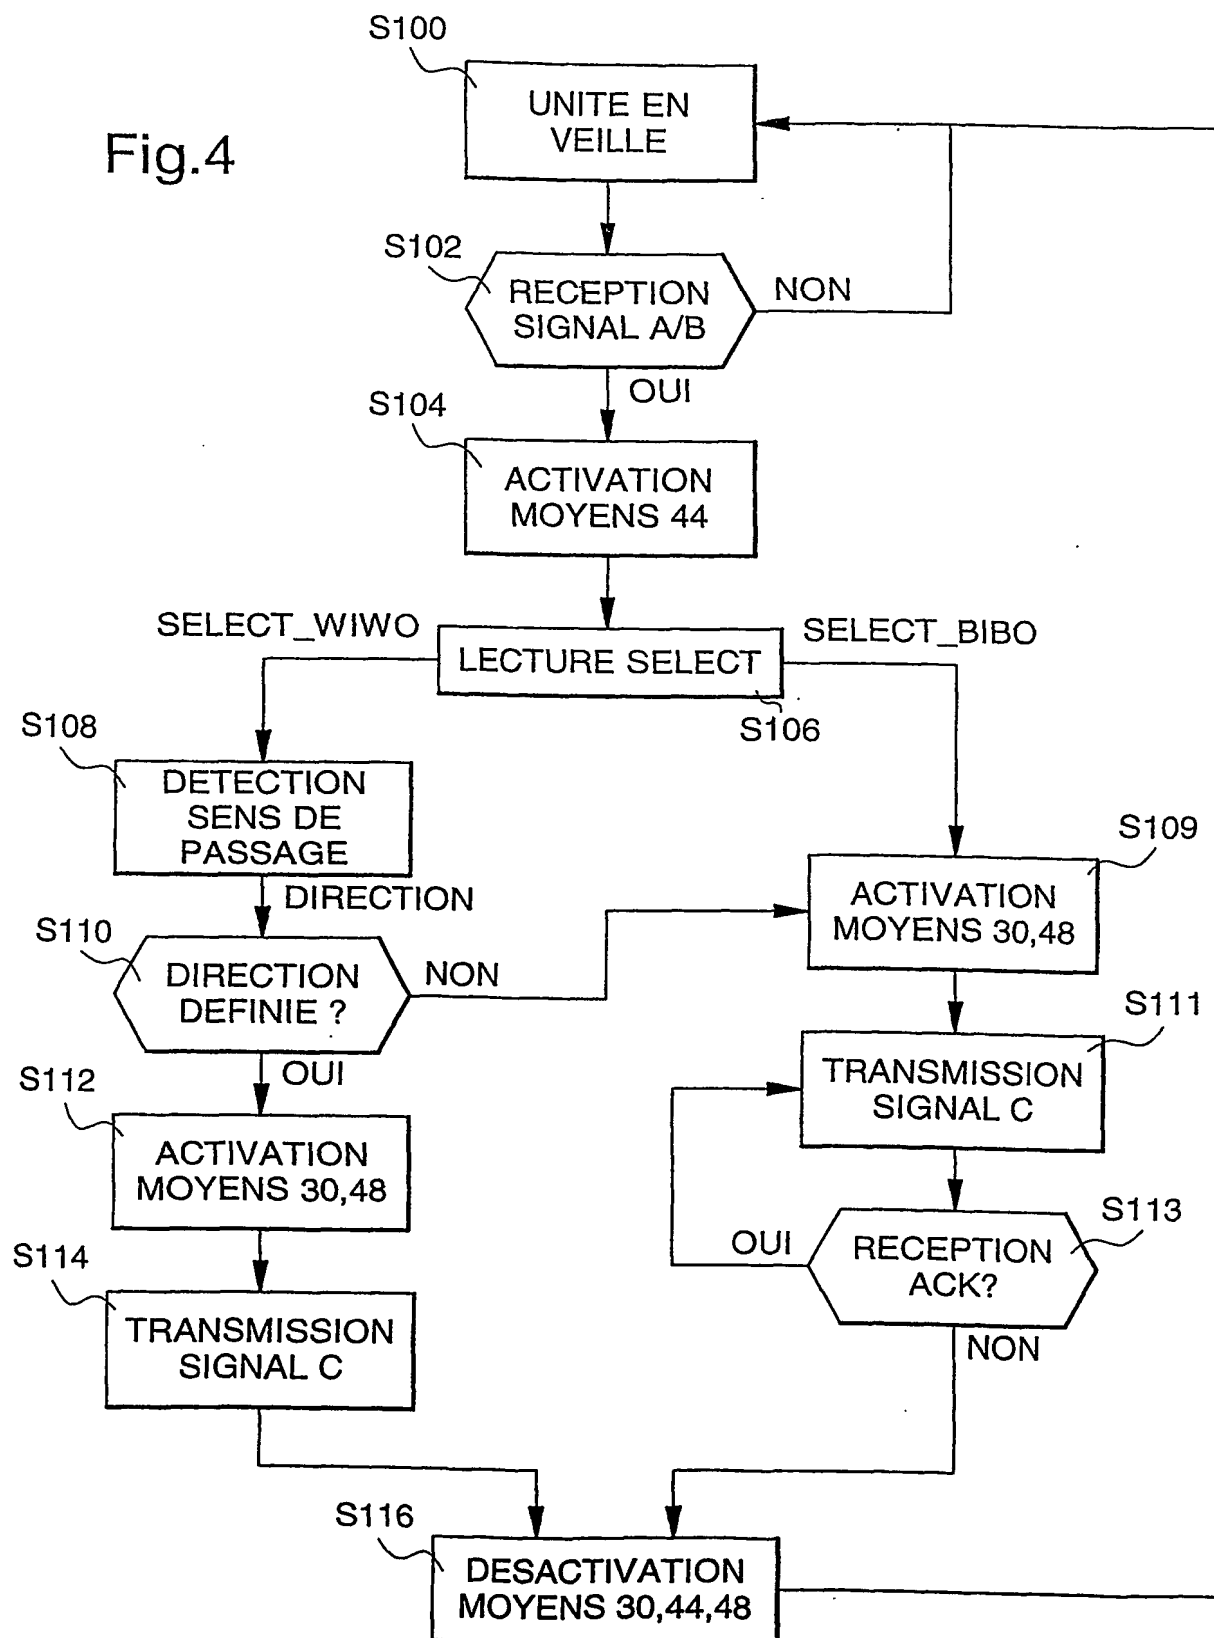 S100
UNITE EN
VEILLE
Fig.4
S102
RECEPTION
SIGNAL A/B
NON
OUI
S104
ACTIVATION
MOYENS 44
SELECT_WIWO
SELECT_BIBO
LECTURE SELECT
S106
S108
DETECTION
SENS DE
PASSAGE
S109
ACTIVATION
MOYENS 30,48
DIRECTION
S110
DIRECTION
DEFINIE ?
NON
OUI
S111
TRANSMISSION
SIGNAL C
S112
ACTIVATION
MOYENS 30,48
S113
RECEPTION
ACK?
OUI
NON
S114
TRANSMISSION
SIGNAL C
S116
DESACTIVATION
MOYENS 30,44,48